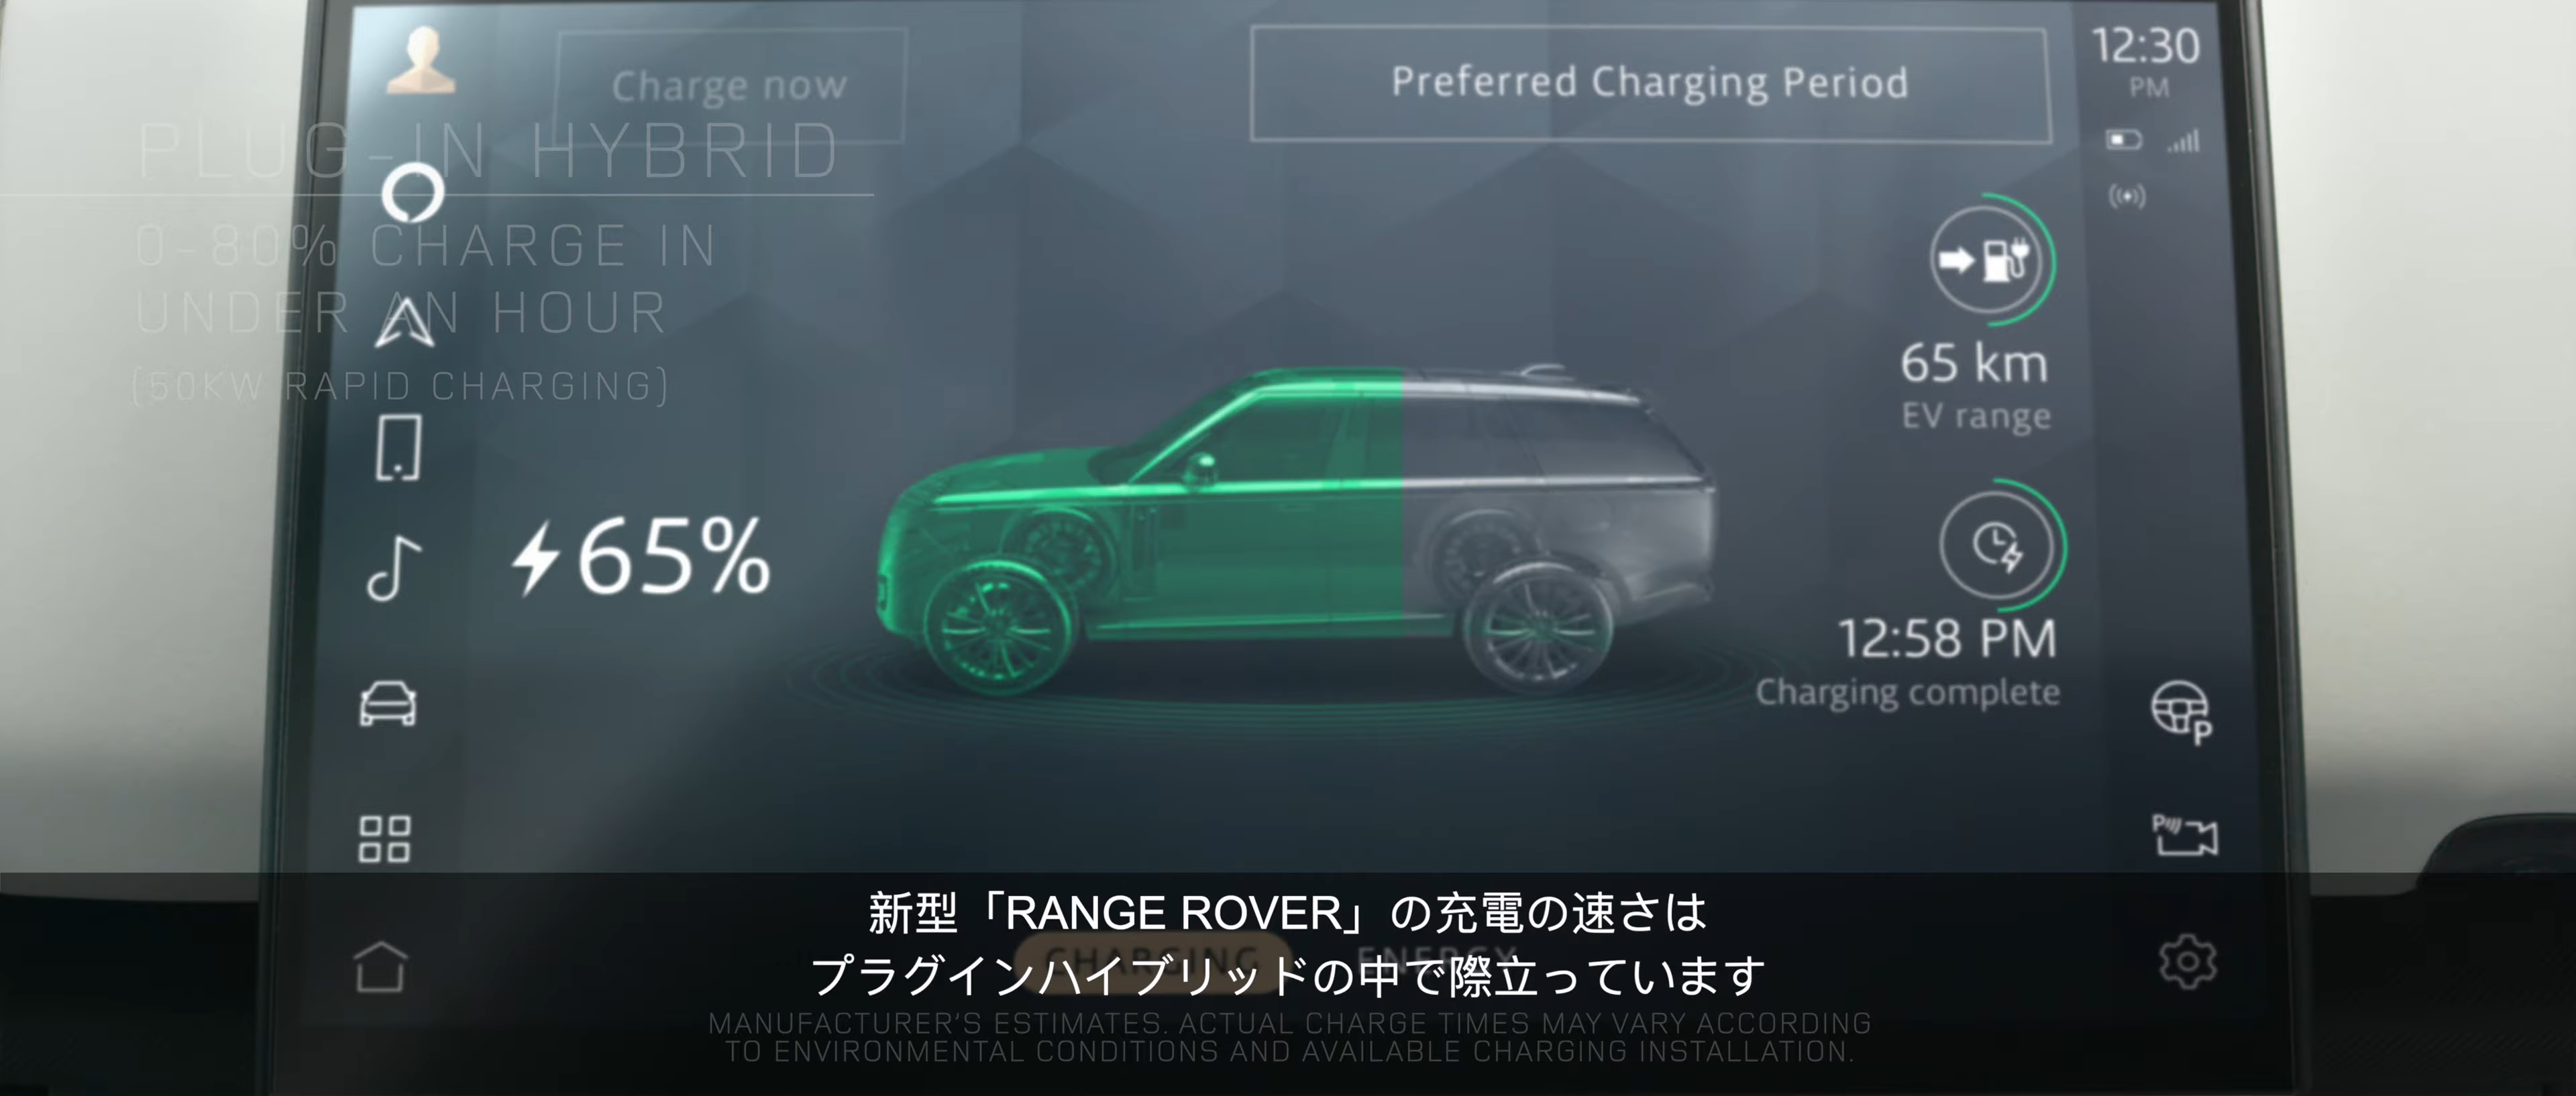 Charge now
Preferred Charging Period
12:30
PM
PLUG-IN HYBRID
0-80% CHARGE IN
UNDER AN HOUR
(50KW RAPID CHARGING)
65 km
EV range
65%
12:58 PM
Charging complete
P
P
新型「RANGE ROVER」の充電の速さは
CHARGING ENERGY
プラグインハイブリッドの中で際立っています
MANUFACTURER'S ESTIMATES. ACTUAL CHARGE TIMES MAY VARY ACCORDING
TO ENVIRONMENTAL CONDITIONS AND AVAILABLE CHARGING INSTALLATION.